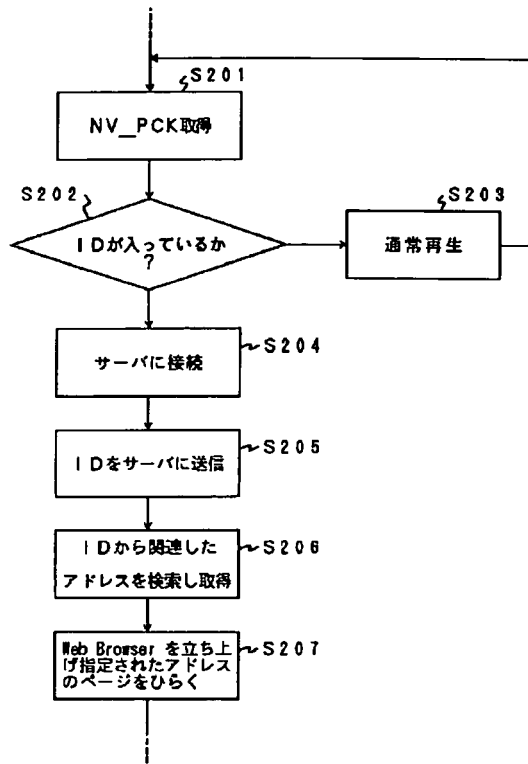 S201
NV_PCK取得
S202
IDが入っているか
?
S203
通常再生
サーバに接続
S204
IDをサーバに送信
S205
IDから関連した
アドレスを検索し取得
S206
Web Browser を立ち上
げ指定されたアドレス
のページをひらく
S207